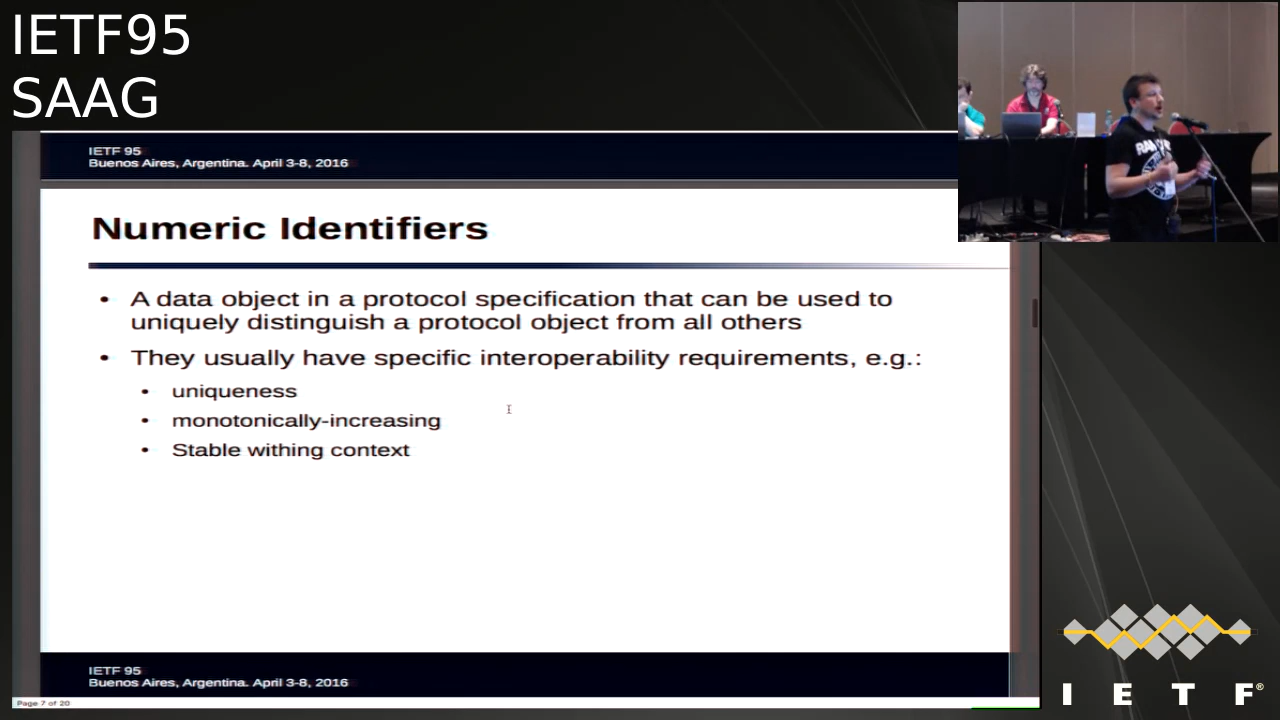 IETF95
SAAG
IETF 95
Buenos Aires, Argentina. April 3-8, 2016
Numeric Identifiers
• A data object in a protocol specification that can be used to
uniquely distinguish a protocol object from all others
• They usually have specific interoperability requirements, e.g.:
• uniqueness
• monotonically-increasing
• Stable withing context
IETF 95
Buenos Aires, Argentina. April 3-8, 2016
Page 7 of 20
I E T F®